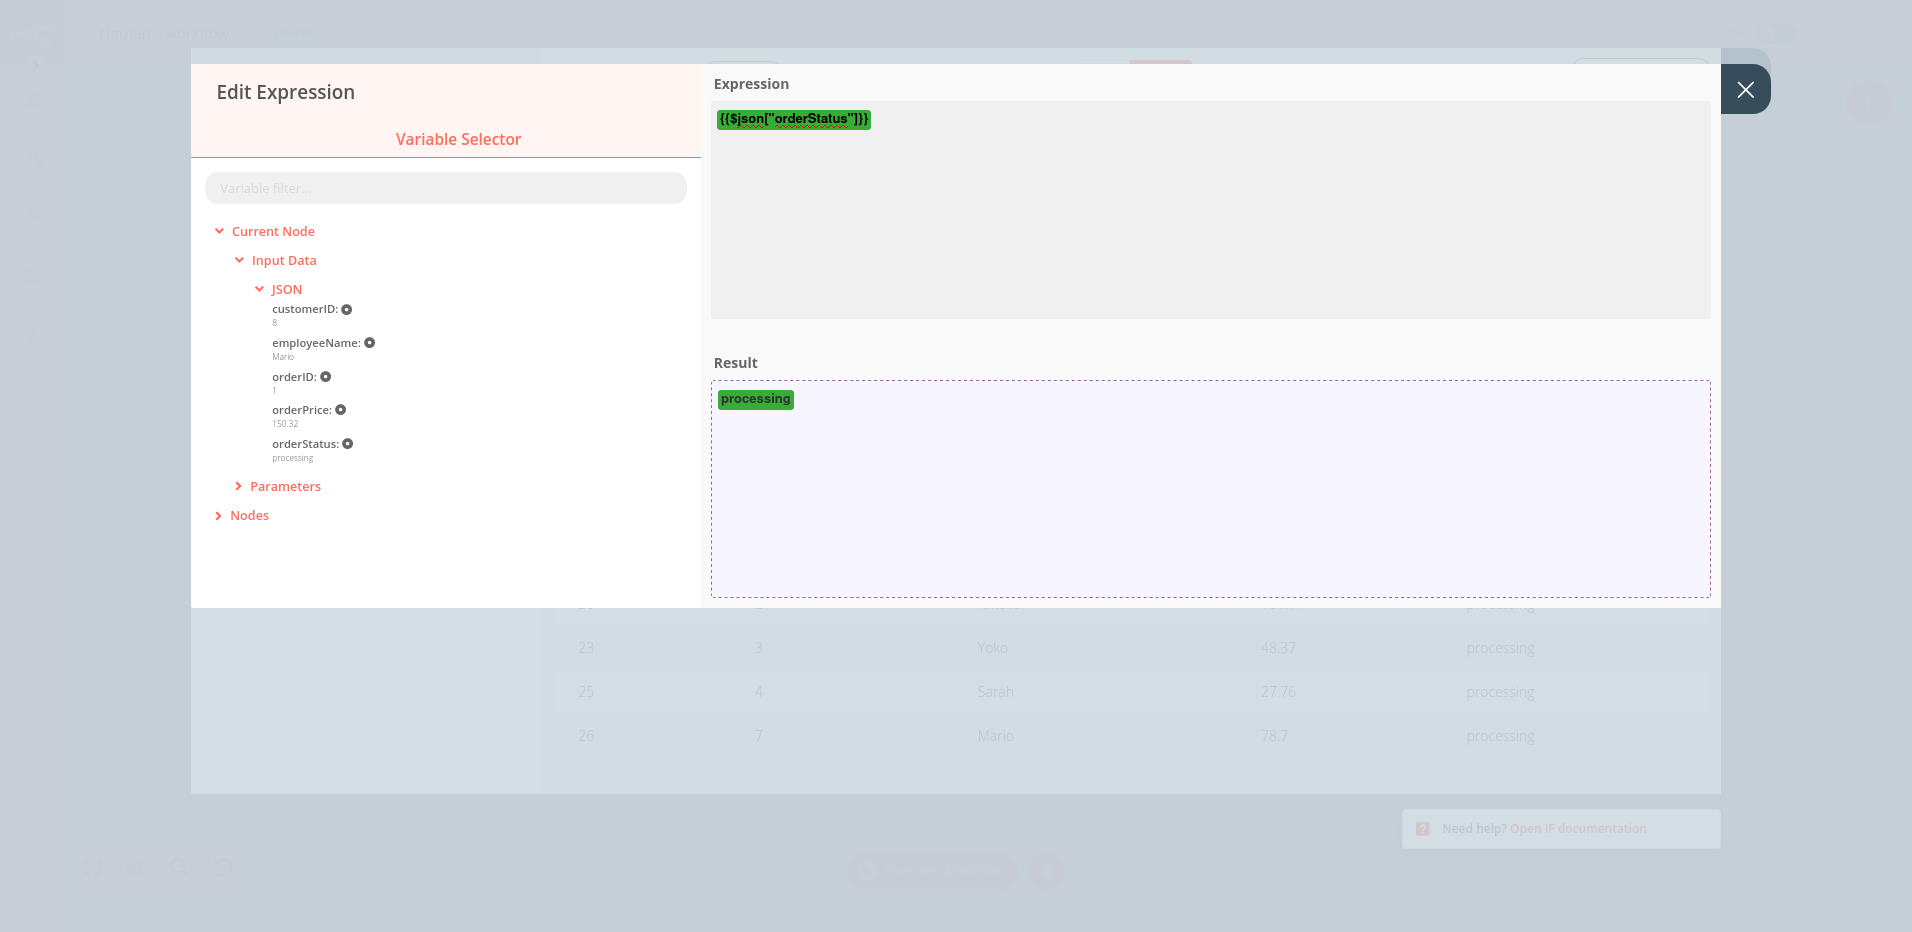 Nathan's workflow
Edit Expression
Variable Selector
Variable filter...
Current Node
Input Data
JSON
customerID:
8
employeeName:
Mario
orderID:
1
orderPrice:
150.32
orderStatus:
processing
Parameters
Nodes
Expression
{{$json["orderStatus"]}}
Result
processing
23 3 Yoko 48.37 processing
25 4 Sarah 27.76 processing
26 7 Mario 78.7 processing
Need help? Open IF documentation